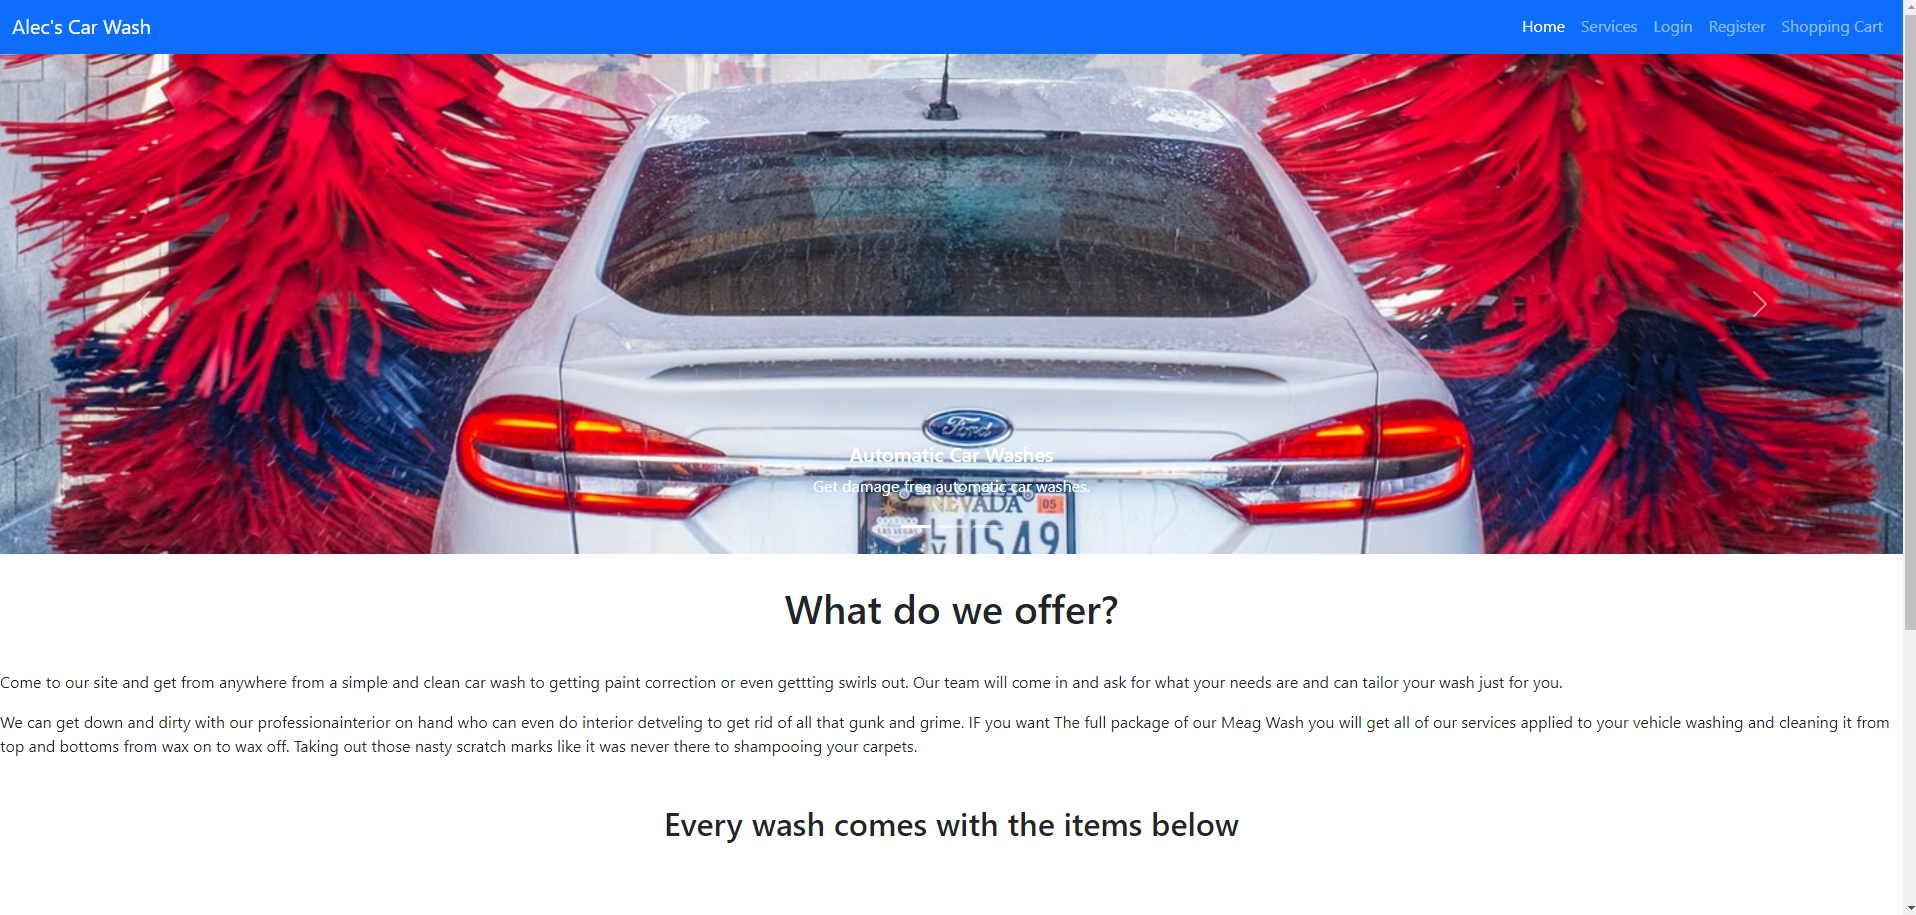 Alec's Car Wash
Home Services Login Register Shopping Cart
Ford
Automatic Car Washes
Get damage free automatic car washes.
NEVADA 05
LAS VEGAS
US49
What do we offer?
Come to our site and get from anywhere from a simple and clean car wash to getting paint correction or even gettting swirls out. Our team will come in and ask for what your needs are and can tailor your wash just for you.
We can get down and dirty with our professionainterior on hand who can even do interior detveling to get rid of all that gunk and grime. IF you want The full package of our Meag Wash you will get all of our services applied to your vehicle washing and cleaning it from
top and bottoms from wax on to wax off. Taking out those nasty scratch marks like it was never there to shampooing your carpets.
Every wash comes with the items below